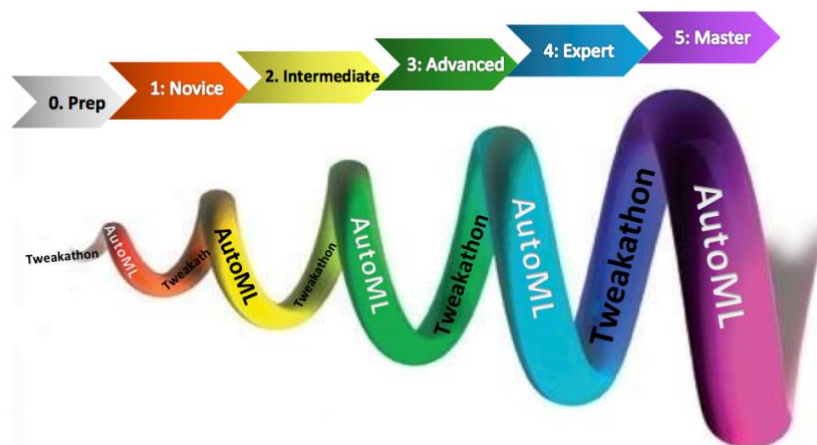 0. Prep
1: Novice
2. Intermediate
3: Advanced
4: Expert
5: Master
Tweakathon
AutoML
Tweakath
AutoML
Tweakathon
AutoML
Tweakathon
AutoML
Tweakathon
AutoML